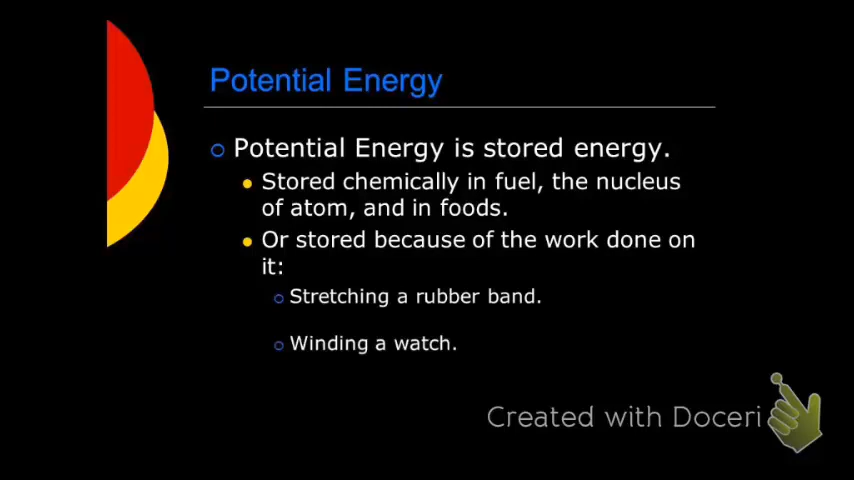 Potential Energy
Potential Energy is stored energy.
Stored chemically in fuel, the nucleus
of atom, and in foods.
Or stored because of the work done on
it:
Stretching a rubber band.
Winding a watch.
Created with Doceri